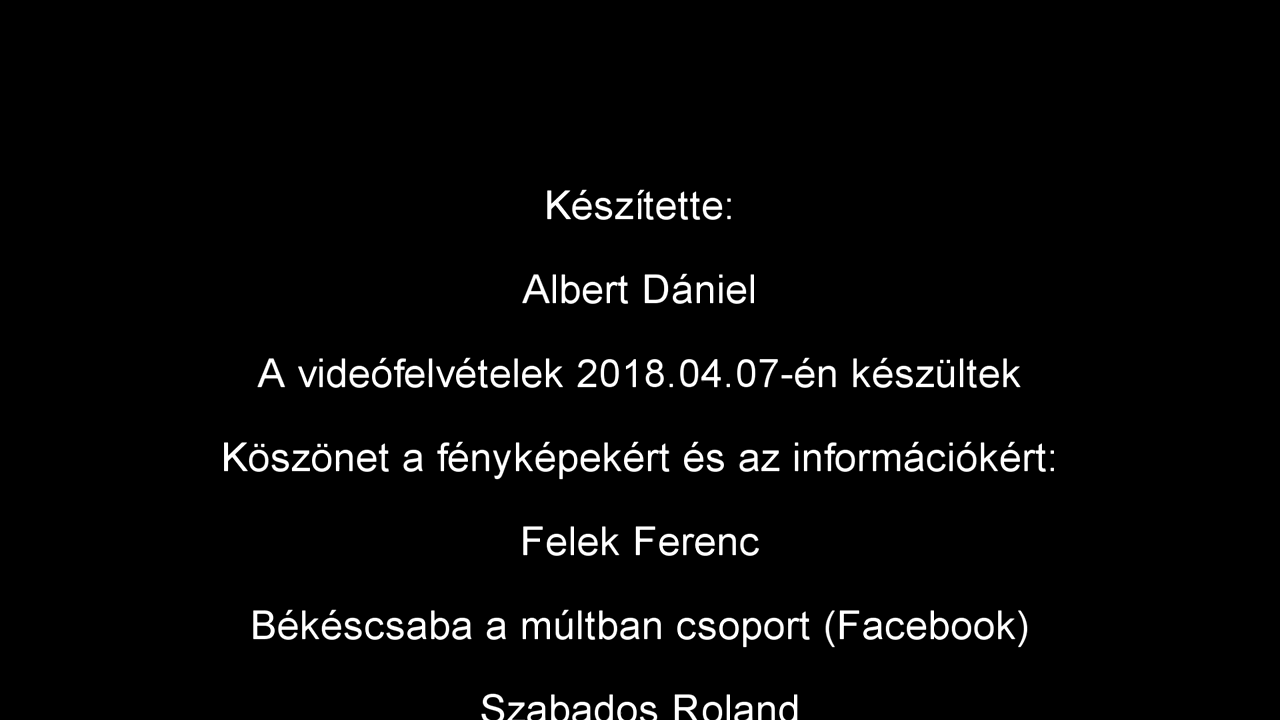 Készítette:
Albert Dániel
A videófelvételek 2018.04.07-én készültek
Köszönet a fényképekért és az információkért:
Felek Ferenc
Békéscsaba a múltban csoport (Facebook)
Szabados Roland